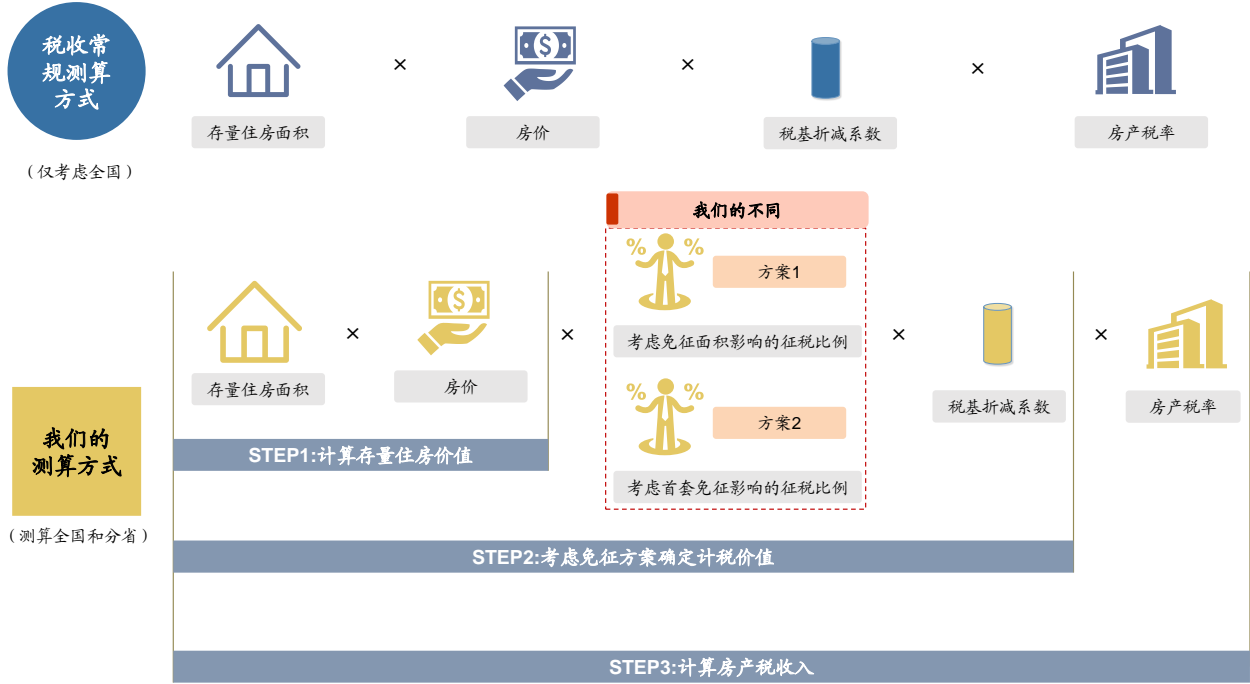 税收常
规测算
方式
(仅考虑全国)
×
×
×
存量住房面积
房价
税基折减系数
房产税率
我们的不同
% %
方案1
考虑免征面积影响的征税比例
% %
方案2
考虑首套免征影响的征税比例
×
×
×
×
存量住房面积
房价
税基折减系数
房产税率
我们的
测算方式
(测算全国和分省)
STEP1:计算存量住房价值
STEP2:考虑免征方案确定计税价值
STEP3:计算房产税收入